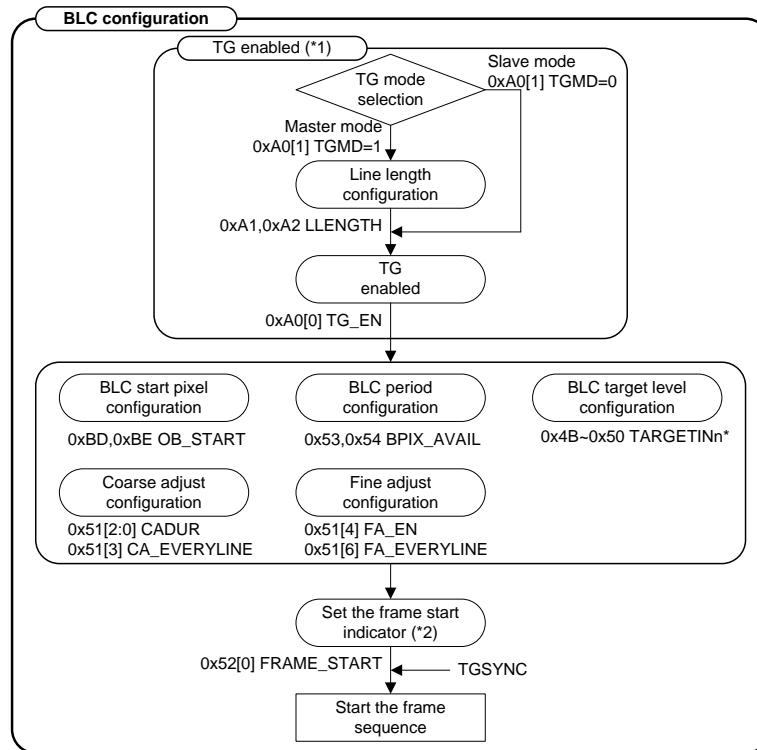 BLC configuration
TG enabled (*1)
TG mode
selection
Slave mode
0xA0[1] TGMD=0
Master mode
0xA0[1] TGMD=1
Line length
configuration
0xA1,0xA2 LLENGTH
TG
enabled
0xA0[0] TG_EN
BLC start pixel
configuration
0xBD,0xBE OB_START
BLC period
configuration
0x53,0x54 BPIX_AVAIL
BLC target level
configuration
0x4B~0x50 TARGETINn*
Coarse adjust
configuration
0x51[2:0] CADUR
0x51[3] CA_EVERYLINE
Fine adjust
configuration
0x51[4] FA_EN
0x51[6] FA_EVERYLINE
Set the frame start
indicator (*2)
0x52[0] FRAME_START
TGSYNC
Start the frame
sequence